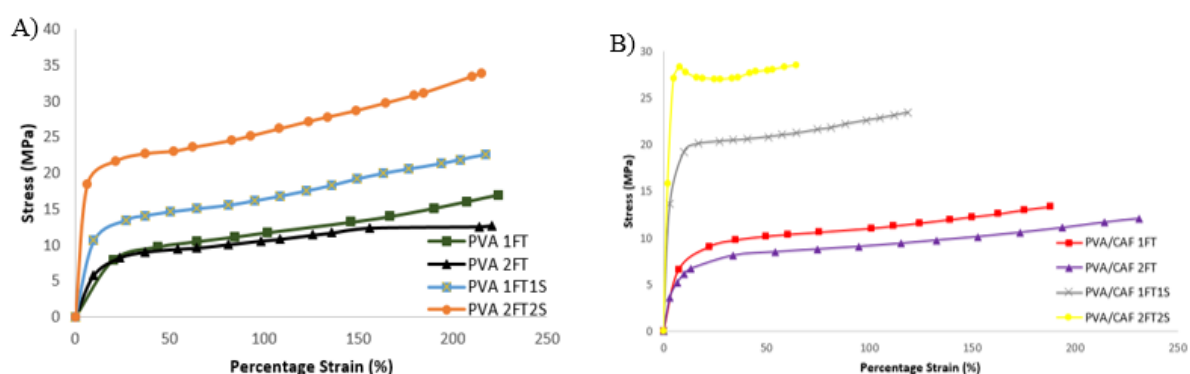 A)
40
35
30
25
20
15
10
5
0
0 50 100 150 200 250
Stress (MPa)
Percentage Strain (%)
PVA 1FT
PVA 2FT
PVA 1FT1S
PVA 2FT2S
B)
30
25
20
15
10
5
0
0 50 100 150 200 250
Stress (MPa)
Percentage Strain (%)
PVA/CAF 1FT
PVA/CAF 2FT
PVA/CAF 1FT1S
PVA/CAF 2FT2S